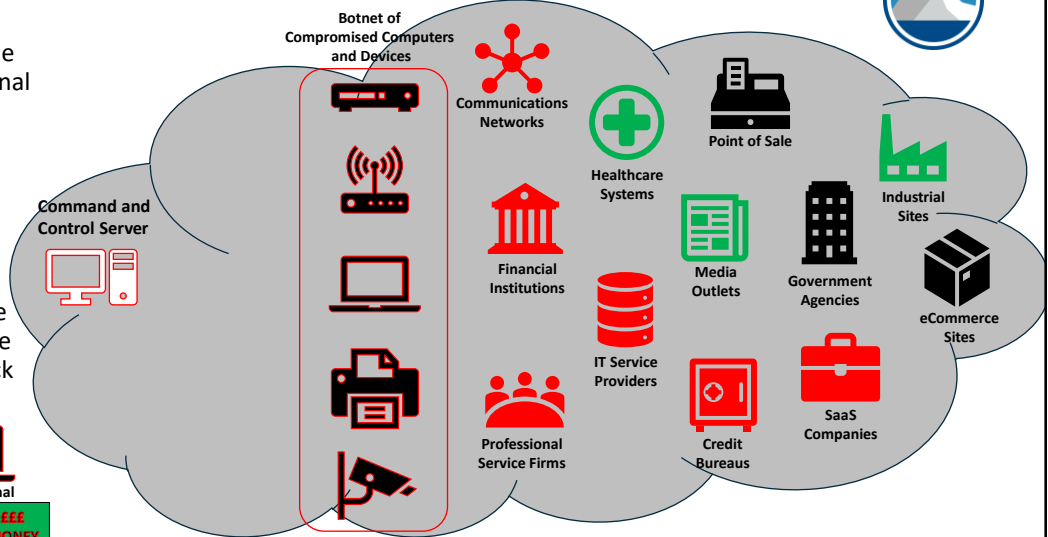 Botnet of
Compromised Computers
and Devices
Communications
Networks
Point of Sale
Healthcare
Systems
Industrial
Sites
Command and
Control Server
Financial
Institutions
Media
Outlets
Government
Agencies
eCommerce
Sites
IT Service
Providers
SaaS
Companies
Professional
Service Firms
Credit
Bureaus
£££